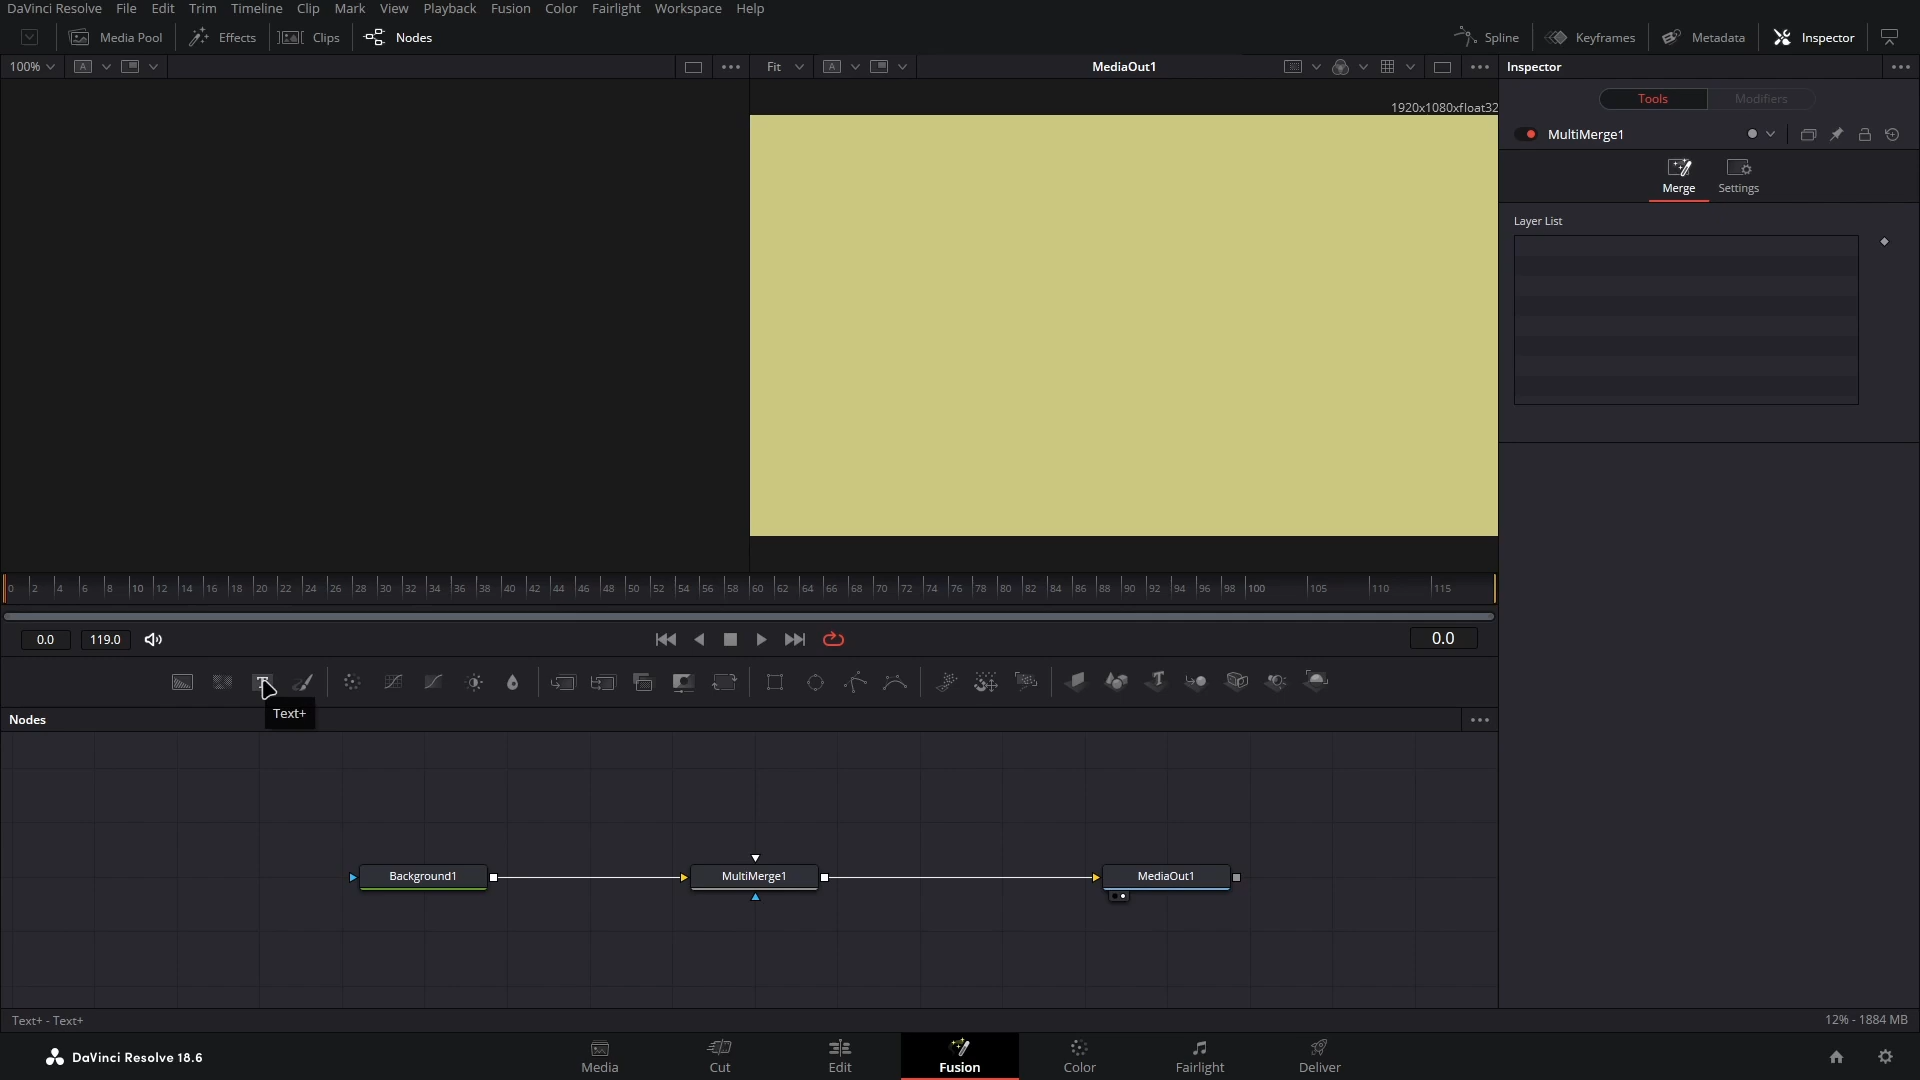 DaVinci Resolve File Edit Trim Timeline Clip Mark View Playback Fusion Color Fairlight Workspace Help
Media Pool Effects Clips Nodes Spline Keyframes Metadata Inspector
100% A Fit A MediaOut1 Inspector
1920x1080xfloat32
Tools Modifiers
MultiMerge1
Merge Settings
Layer List
0 2 4 6 8 10 12 14 16 18 20 22 24 26 28 30 32 34 36 38 40 42 44 46 48 50 52 54 56 58 60 62 64 66 68 70 72 74 76 78 80 82 84 86 88 90 92 94 96 98 100 105 110 115
0.0 119.0 0.0
T
Text+
Nodes
Background1 MultiMerge1 MediaOut1
Text+ - Text+ 12% - 1884 MB
DaVinci Resolve 18.6 Media Cut Edit Fusion Color Fairlight Deliver